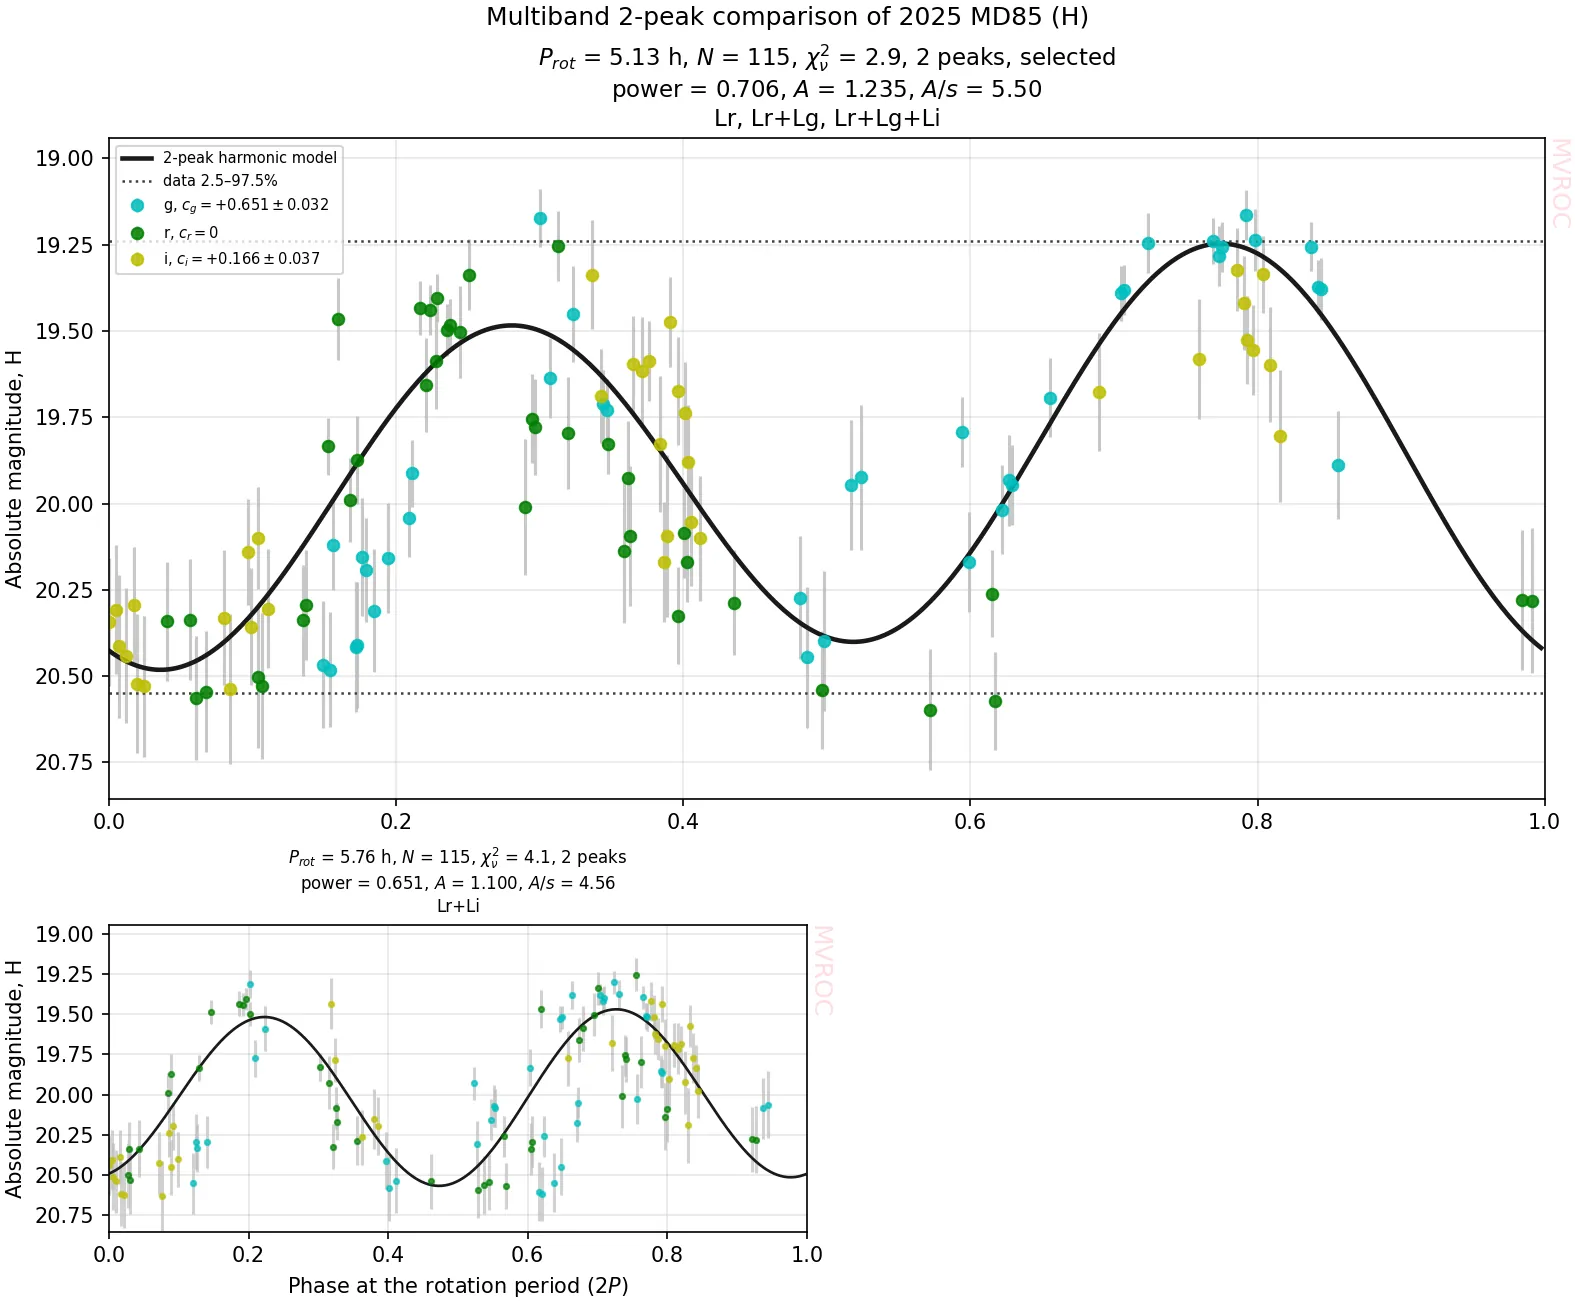 Multiband 2-peak comparison of 2025 MD85 (H)
P_rot = 5.13 h, N = 115, χ²_ν = 2.9, 2 peaks, selected
power = 0.706, A = 1.235, A/s = 5.50
Lr, Lr+Lg, Lr+Lg+Li
2-peak harmonic model
data 2.5–97.5%
g, c_g = +0.651 ± 0.032
r, c_r = 0
i, c_i = +0.166 ± 0.037
MVROC
Absolute magnitude, H
19.00
19.25
19.50
19.75
20.00
20.25
20.50
20.75
0.0 0.2 0.4 0.6 0.8 1.0
P_rot = 5.76 h, N = 115, χ²_ν = 4.1, 2 peaks
power = 0.651, A = 1.100, A/s = 4.56
Lr+Li
MVROC
Absolute magnitude, H
19.00
19.25
19.50
19.75
20.00
20.25
20.50
20.75
0.0 0.2 0.4 0.6 0.8 1.0
Phase at the rotation period (2P)